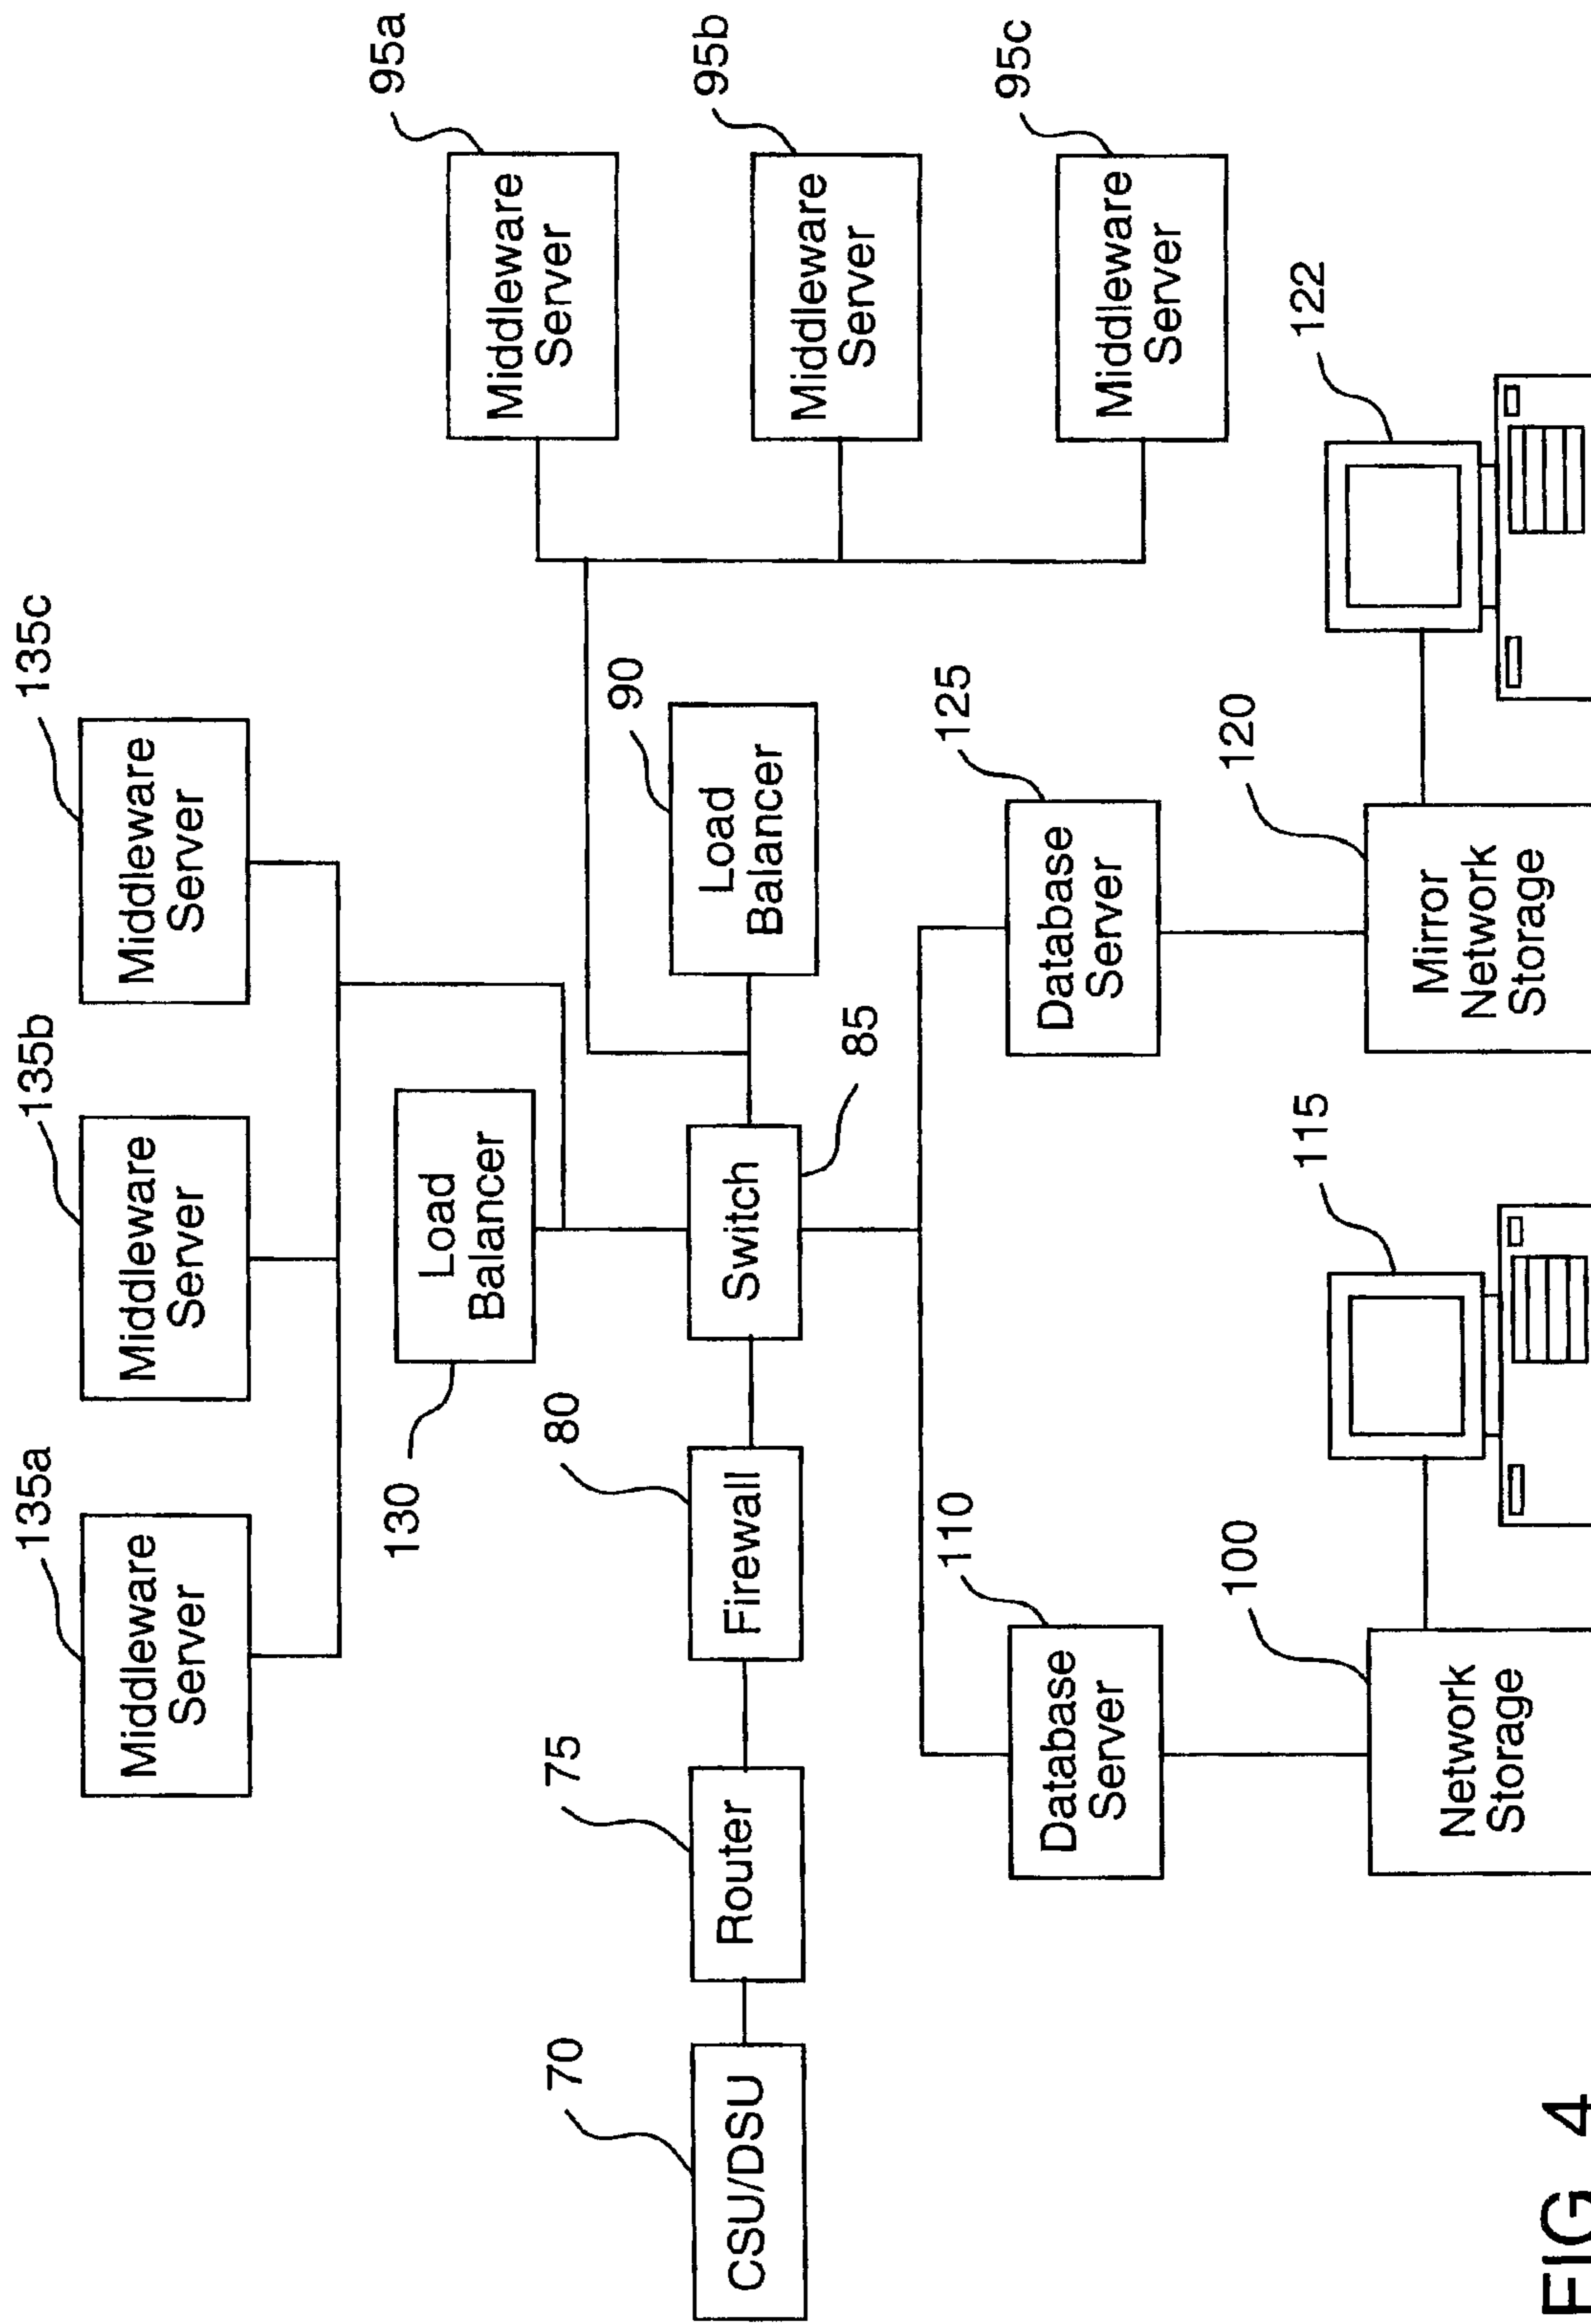 135a
135b
135c
Middleware
Server
Middleware
Server
Middleware
Server
95a
Middleware
Server
95b
Middleware
Server
95c
Middleware
Server
130
Load
Balancer
90
Load
Balancer
70
CSU/DSU
75
Router
80
Firewall
Switch
85
110
Database
Server
125
Database
Server
100
Network
Storage
115
120
Mirror
Network
Storage
122
FIG. 4